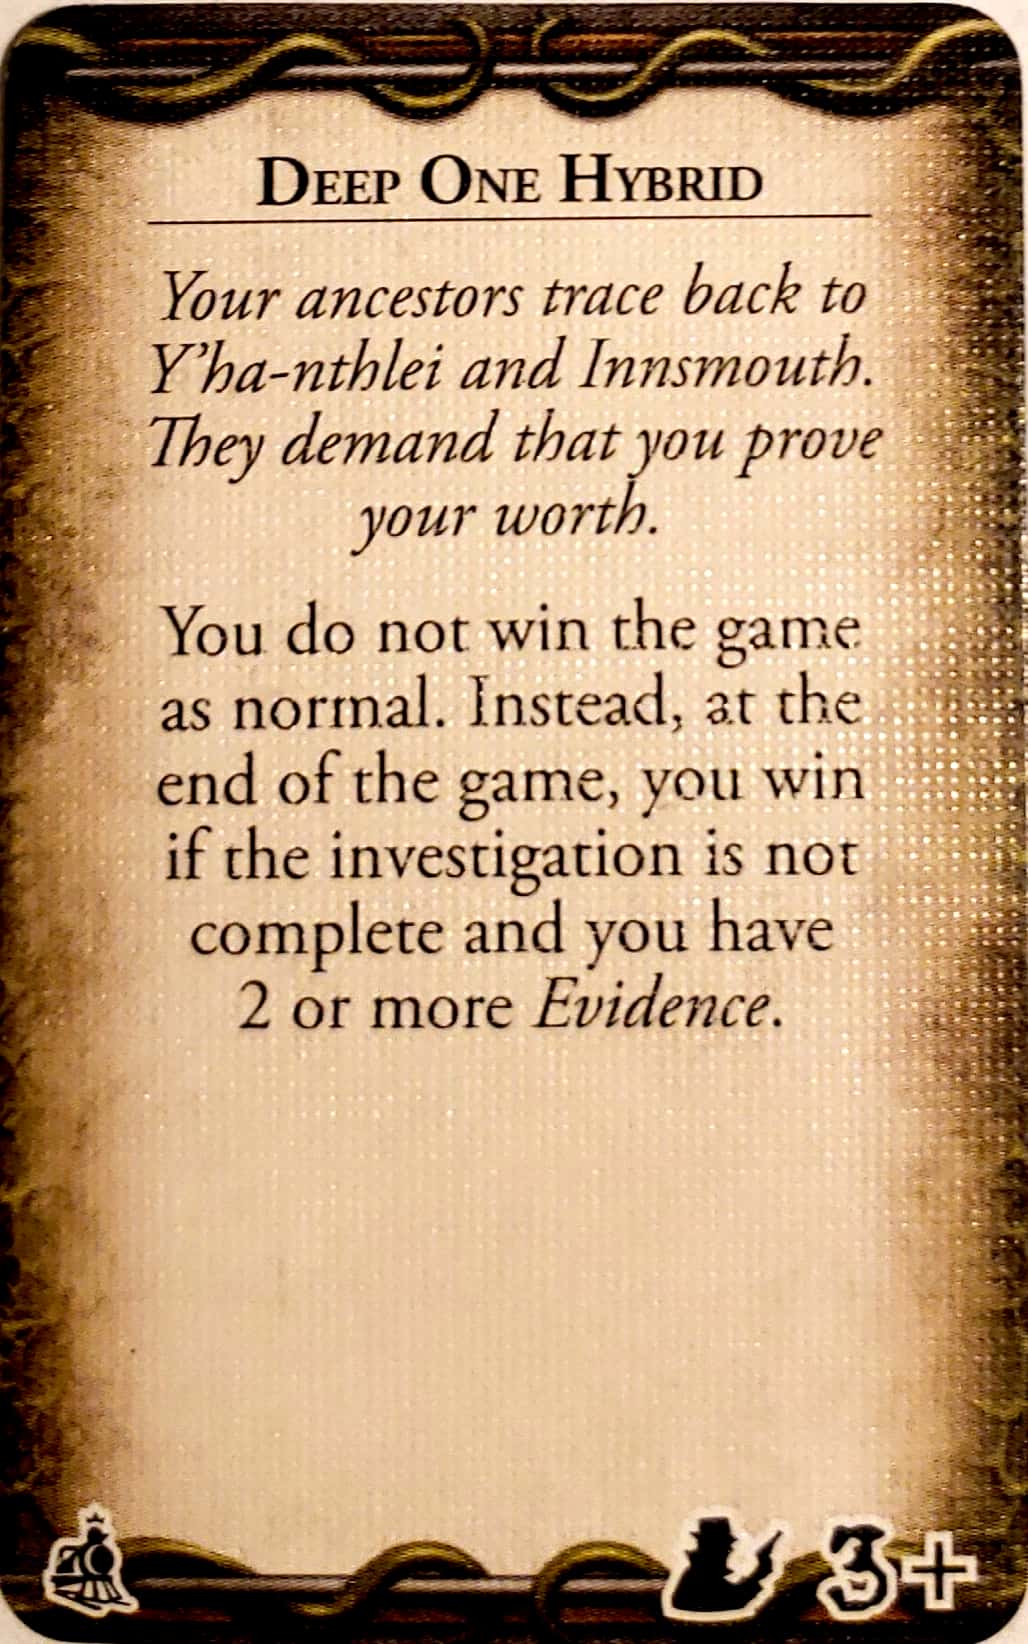 DEEP ONE HYBRID
Your ancestors trace back to
Y'ha-nthlei and Innsmouth.
They demand that you prove
your worth.
You do not win the game
as normal. Instead, at the
end of the game, you win
if the investigation is not
complete and you have
2 or more Evidence.
3+